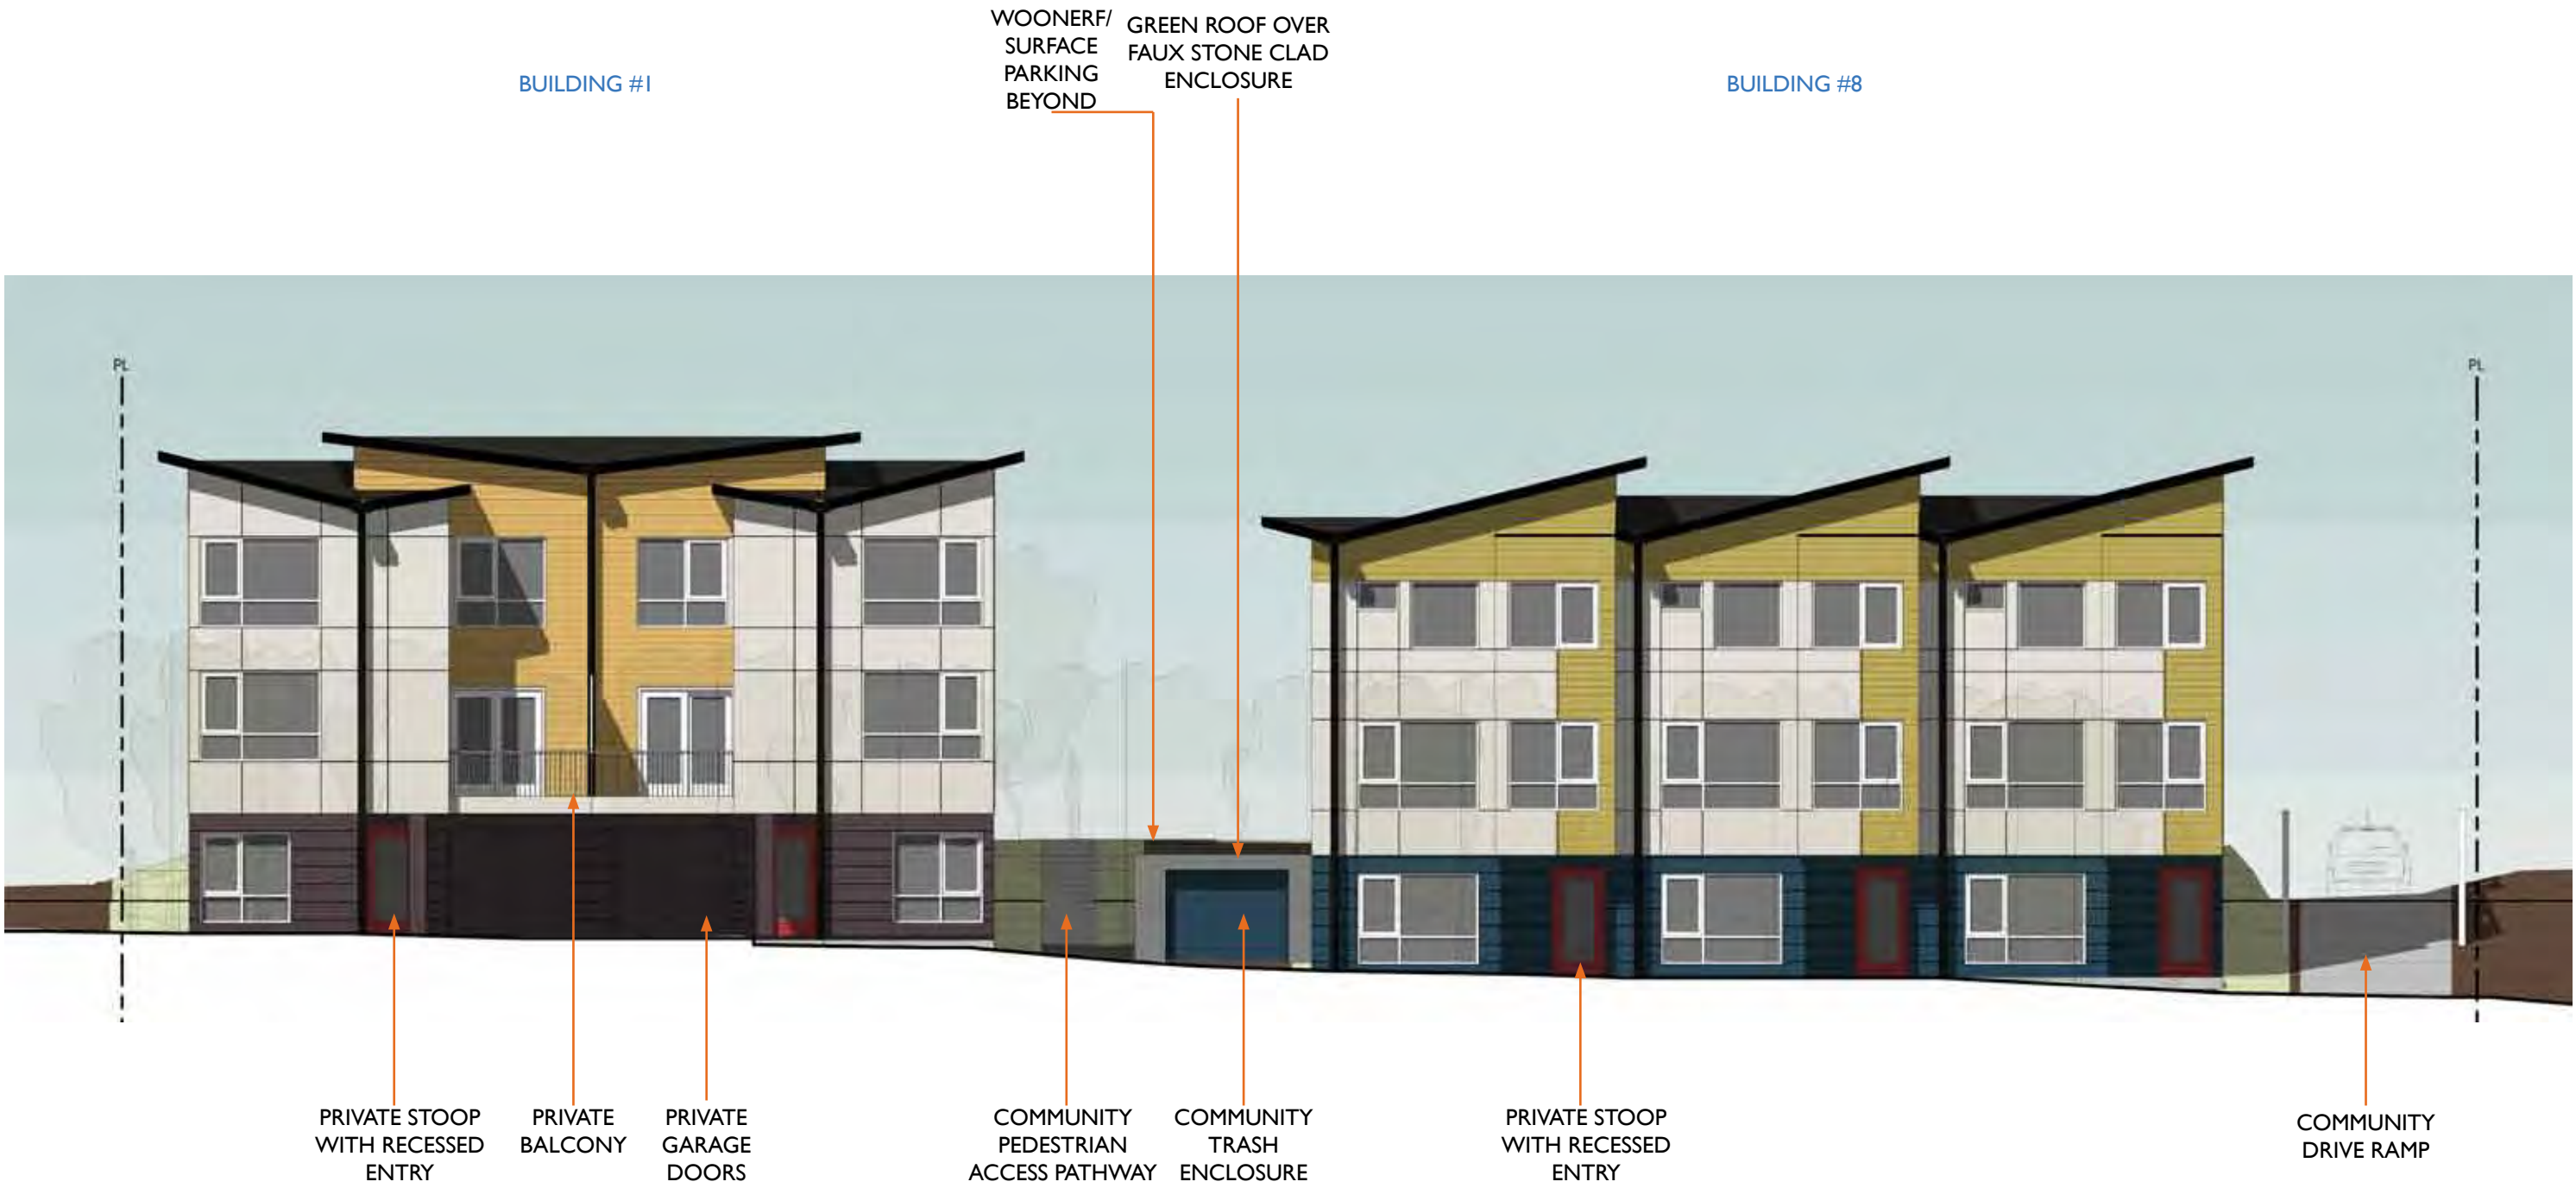 WOONERF/
SURFACE
PARKING
BEYOND
GREEN ROOF OVER
FAUX STONE CLAD
ENCLOSURE
BUILDING #1
BUILDING #8
PL
PL
PRIVATE STOOP
WITH RECESSED
ENTRY
PRIVATE
BALCONY
PRIVATE
GARAGE
DOORS
COMMUNITY
PEDESTRIAN
ACCESS PATHWAY
COMMUNITY
TRASH
ENCLOSURE
PRIVATE STOOP
WITH RECESSED
ENTRY
COMMUNITY
DRIVE RAMP